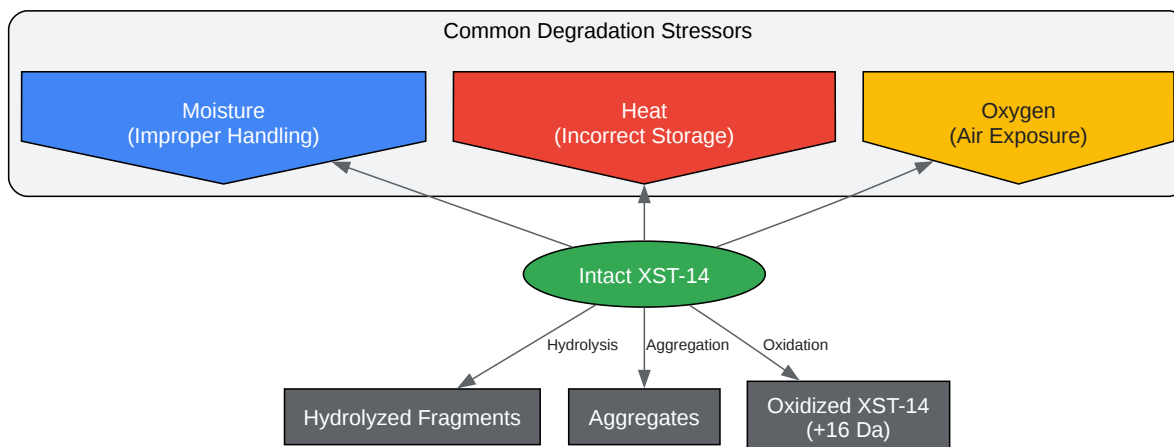 Common Degradation Stressors
Moisture
(Improper Handling)
Heat
(Incorrect Storage)
Oxygen
(Air Exposure)
Intact XST-14
Hydrolysis
Aggregation
Oxidation
Hydrolyzed Fragments
Aggregates
Oxidized XST-14
(+16 Da)